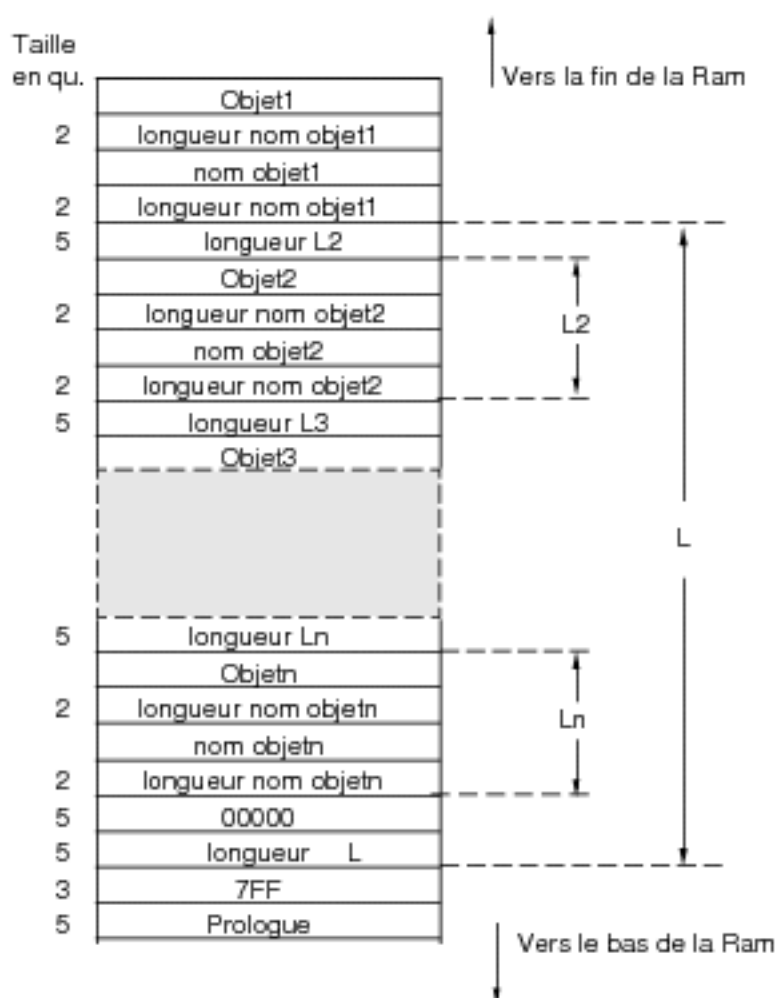 Taille
en qu.
Vers la fin de la Ram
Objet1
2 longueur nom objet1
nom objet1
2 longueur nom objet1
5 longueur L2
Objet2
2 longueur nom objet2
L2
nom objet2
2 longueur nom objet2
5 longueur L3
Objet3
L
5 longueur Ln
Objetn
2 longueur nom objetn
Ln
nom objetn
2 longueur nom objetn
5 00000
5 longueur L
3 7FF
5 Prologue
Vers le bas de la Ram